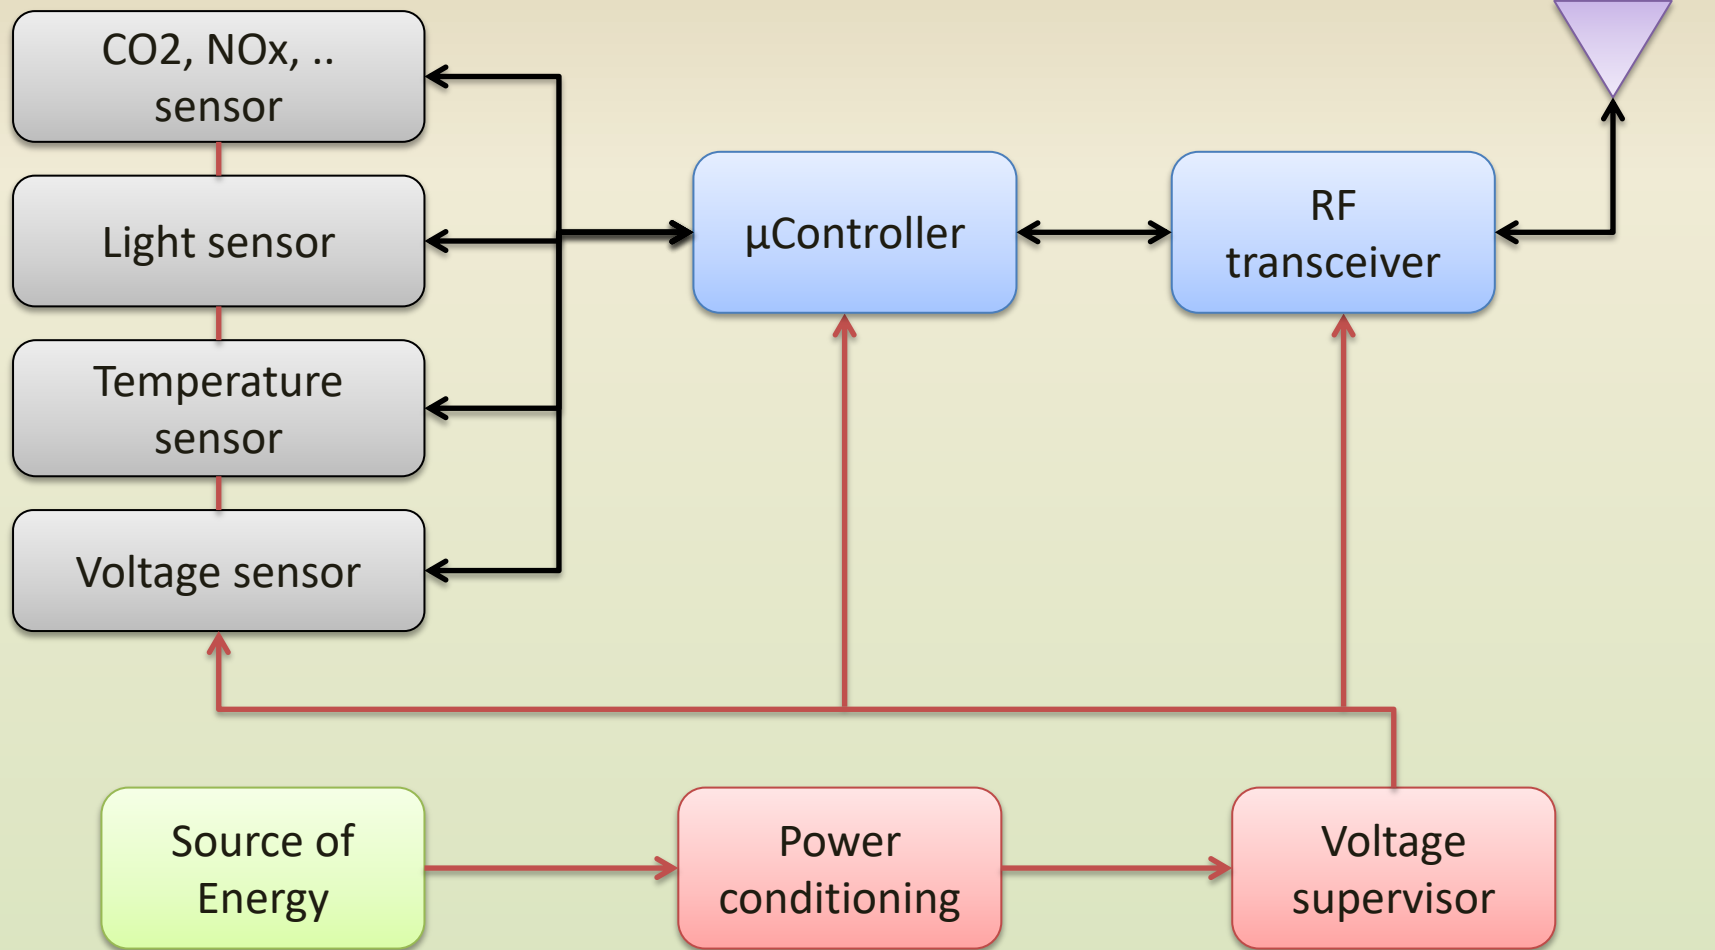 CO2, NOx, ..
sensor
Light sensor
Temperature
sensor
Voltage sensor
µController
RF
transceiver
Source of
Energy
Power
conditioning
Voltage
supervisor